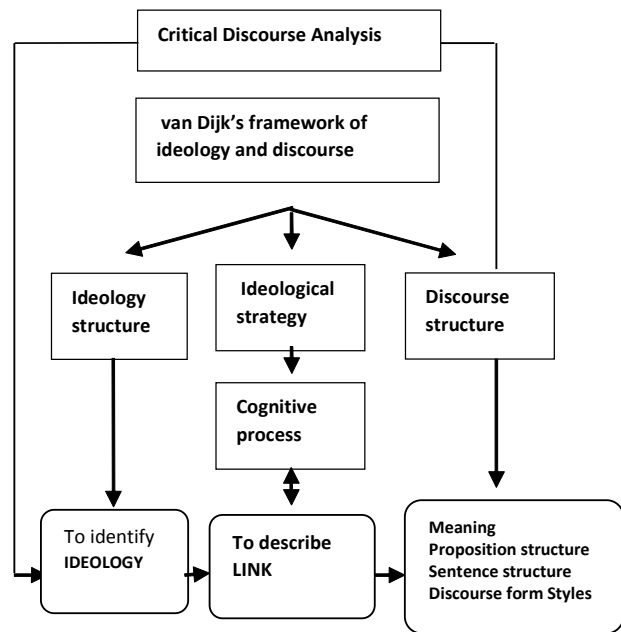 Critical Discourse Analysis
van Dijk’s framework of
ideology and discourse
Ideology
structure
Ideological
strategy
Discourse
structure
Cognitive
process
To identify
IDEOLOGY
To describe
LINK
Meaning
Proposition structure
Sentence structure
Discourse form Styles